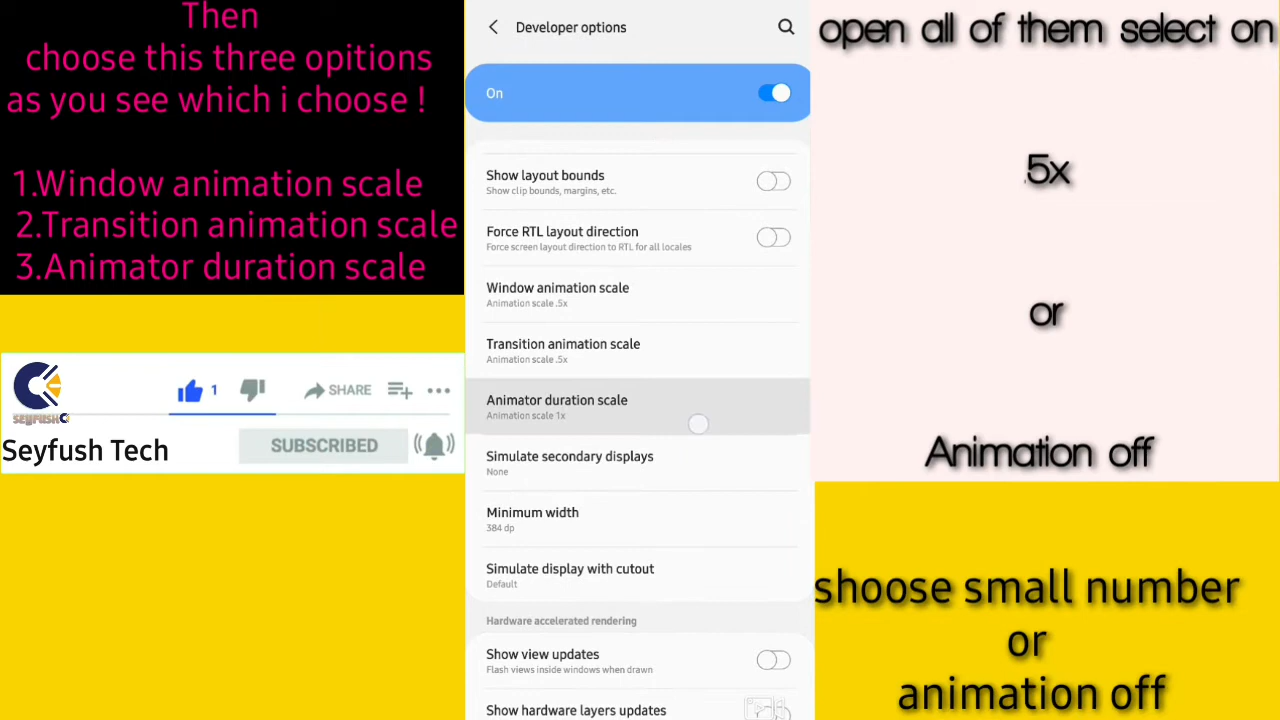 Then
choose this three opitions
as you see which i choose !
1.Window animation scale
2.Transition animation scale
3.Animator duration scale
1
SHARE
SEYFUSH
Seyfush Tech
SUBSCRIBED
Developer options
On
Show layout bounds
Show clip bounds, margins, etc.
Force RTL layout direction
Force screen layout direction to RTL for all locales
Window animation scale
Animation scale .5x
Transition animation scale
Animation scale .5x
Animator duration scale
Animation scale 1x
Simulate secondary displays
None
Minimum width
384 dp
Simulate display with cutout
Default
Hardware accelerated rendering
Show view updates
Flash views inside windows when drawn
Show hardware layers updates
open all of them select on
.5x
or
Animation off
shoose small number
or
animation off